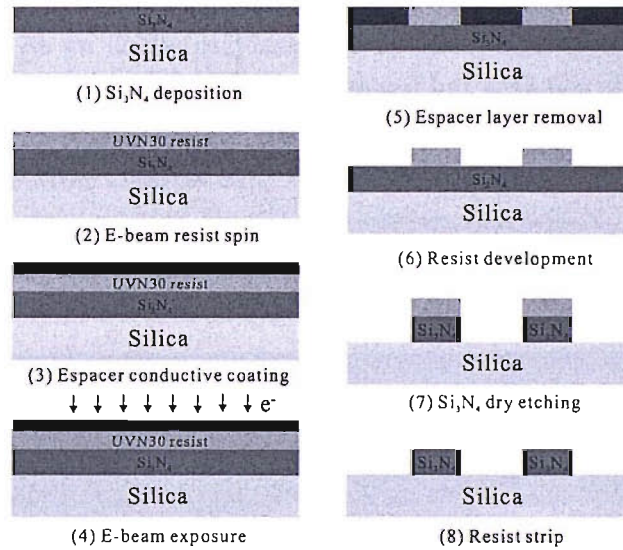 Si₃N₄
Silica
(1) Si₃N₄ deposition
UVN30 resist
Si₃N₄
Silica
(2) E-beam resist spin
UVN30 resist
Si₃N₄
Silica
(3) Espacer conductive coating
e⁻
UVN30 resist
Si₃N₄
Silica
(4) E-beam exposure
Si₃N₄
Silica
(5) Espacer layer removal
Si₃N₄
Silica
(6) Resist development
Si₃N₄ Si₃N₄
Silica
(7) Si₃N₄ dry etching
Si₃N₄ Si₃N₄
Silica
(8) Resist strip